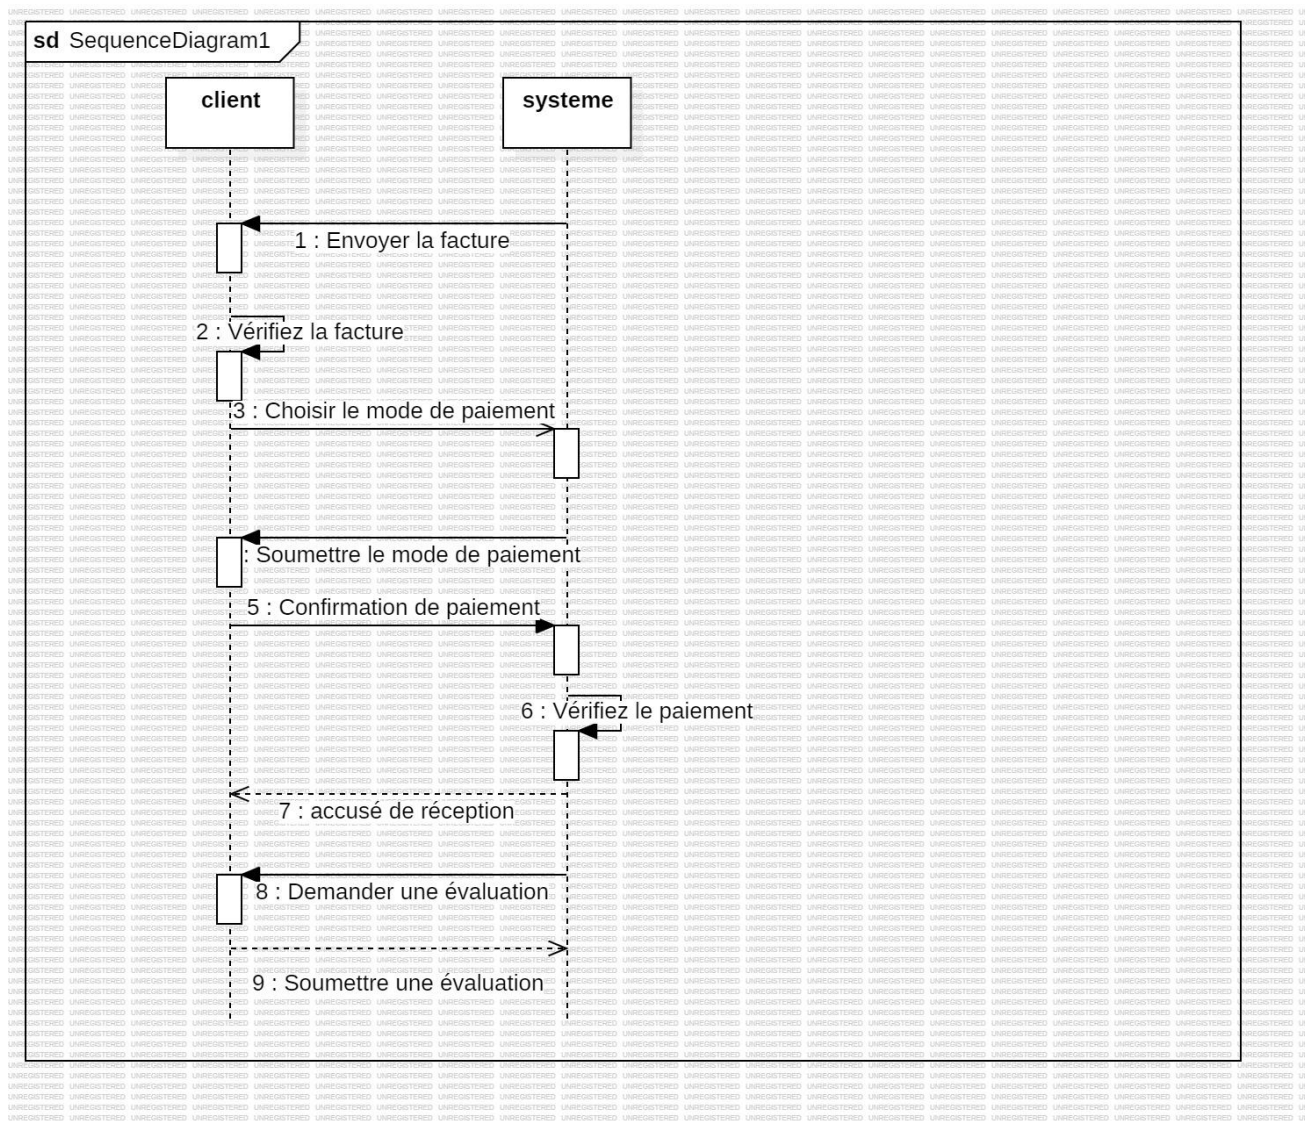 sd SequenceDiagram1
client
systeme
1 : Envoyer la facture
2 : Vérifiez la facture
3 : Choisir le mode de paiement
: Soumettre le mode de paiement
5 : Confirmation de paiement
6 : Vérifiez le paiement
7 : accusé de réception
8 : Demander une évaluation
9 : Soumettre une évaluation
UNREGISTERED